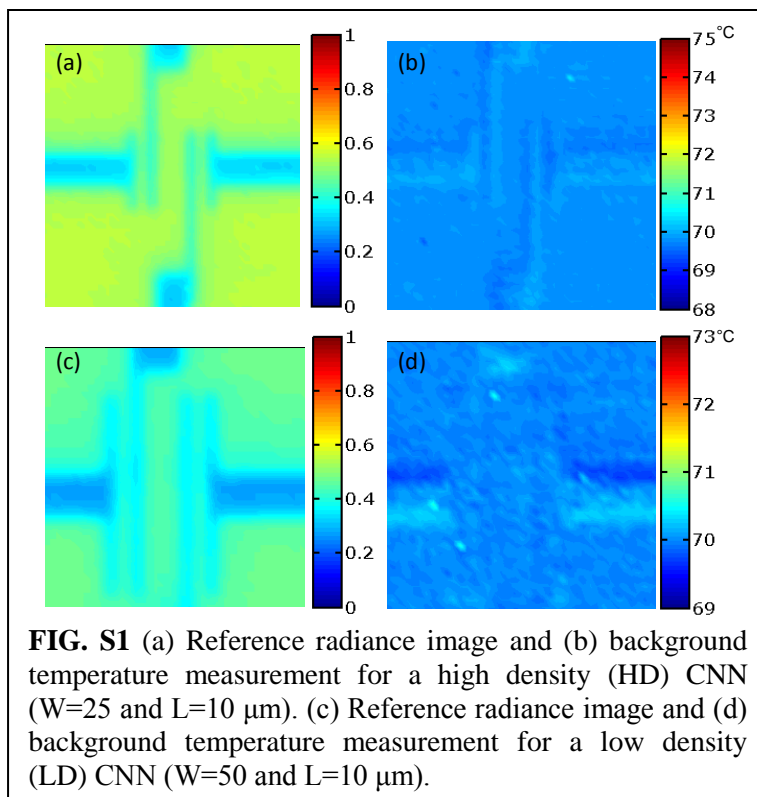 (a)
1
0.8
0.6
0.4
0.2
0
(b)
75°C
74
73
72
71
70
69
68
(c)
1
0.8
0.6
0.4
0.2
0
(d)
73°C
72
71
70
69
FIG. S1 (a) Reference radiance image and (b) background
temperature measurement for a high density (HD) CNN
(W=25 and L=10 μm). (c) Reference radiance image and (d)
background temperature measurement for a low density
(LD) CNN (W=50 and L=10 μm).